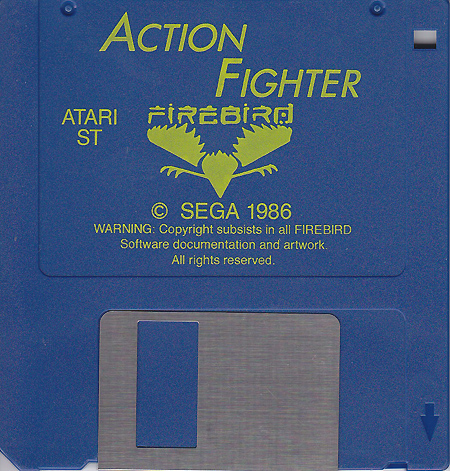 ACTION
FIGHTER
ATARI
ST
FIREBIRD
© SEGA 1986
WARNING: Copyright subsists in all FIREBIRD
Software documentation and artwork.
All rights reserved.